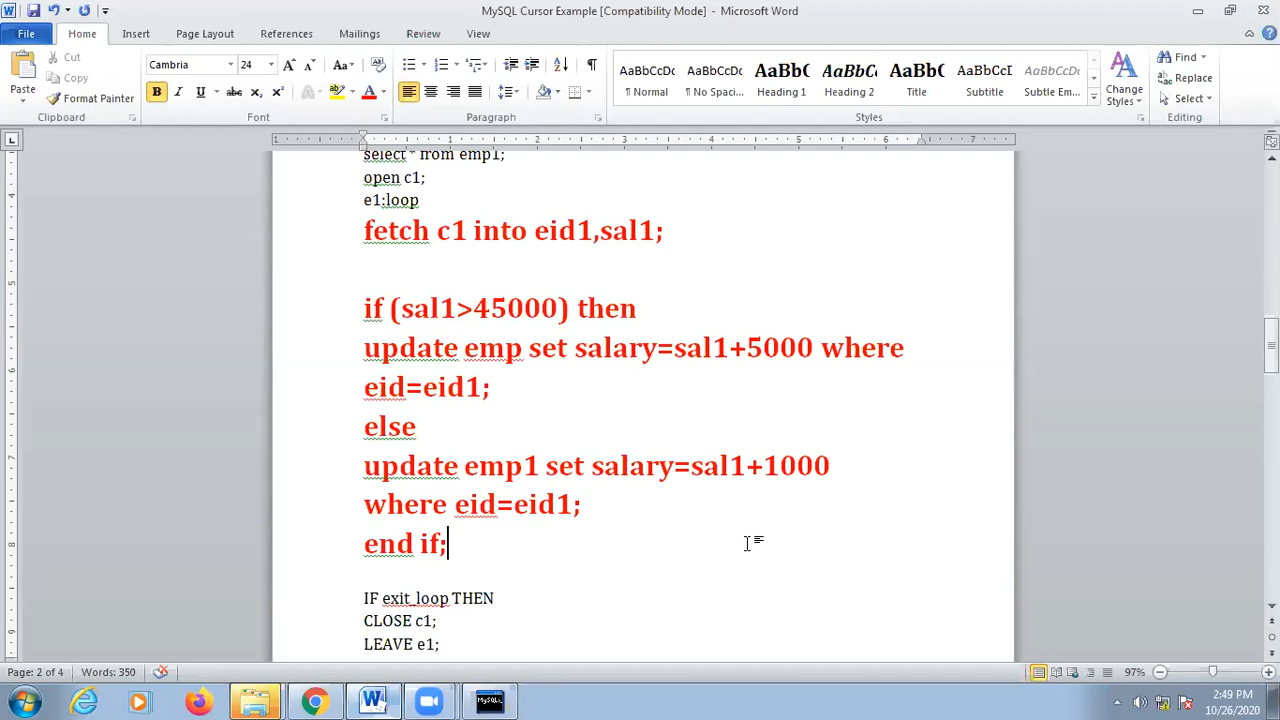 MySQL Cursor Example [Compatibility Mode] - Microsoft Word
File Home Insert Page Layout References Mailings Review View
Paste
Cut
Copy
Format Painter
Clipboard
Cambria 24
Font
Paragraph
AaBbCcDc AaBbCcDc AaBbC AaBbCc AaBbC AaBbCcI AaBbCcDc
¶ Normal ¶ No Spaci... Heading 1 Heading 2 Title Subtitle Subtle Em...
Change Styles
Styles
Find
Replace
Select
Editing
select * from emp1;
open c1;
e1:loop
fetch c1 into eid1,sal1;
if (sal1>45000) then
update emp set salary=sal1+5000 where
eid=eid1;
else
update emp1 set salary=sal1+1000
where eid=eid1;
end if;
IF exit_loop THEN
CLOSE c1;
LEAVE e1;
Page: 2 of 4 Words: 350 97%
2:49 PM
10/26/2020